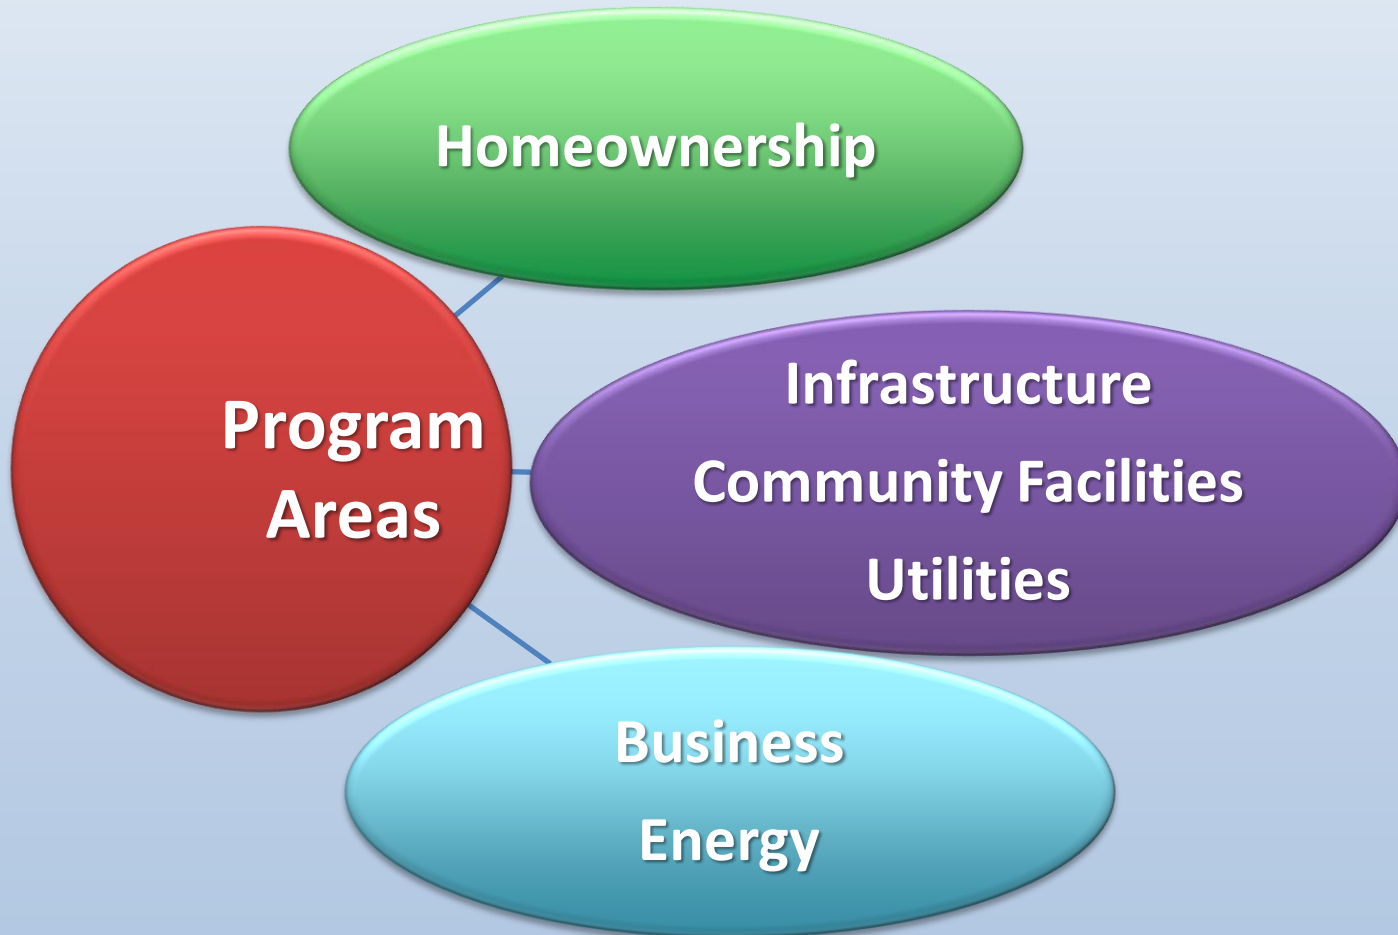 Homeownership
Program
Areas
Infrastructure
Community Facilities
Utilities
Business
Energy